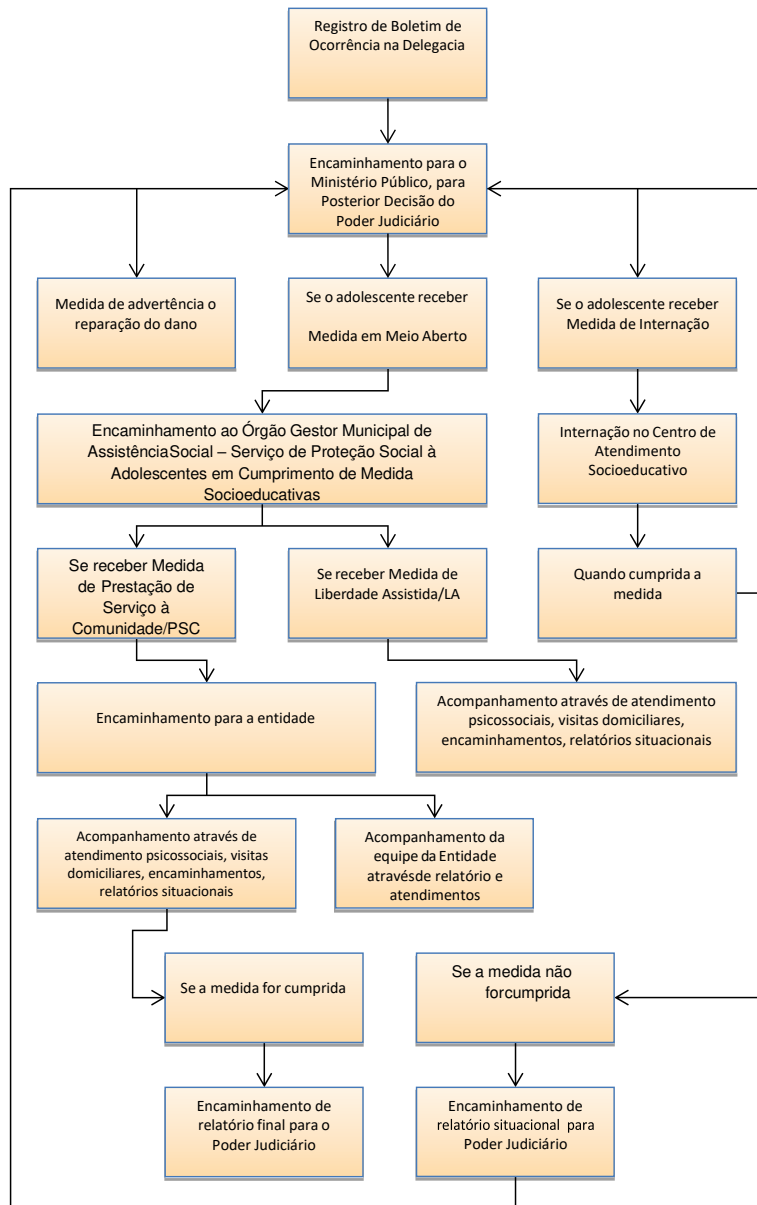 Registro de Boletim de
Ocorrência na Delegacia
Encaminhamento para o
Ministério Público, para
Posterior Decisão do
Poder Judiciário
Medida de advertência o
reparação do dano
Se o adolescente receber
Medida em Meio Aberto
Se o adolescente receber
Medida de Internação
Encaminhamento ao Órgão Gestor Municipal de
AssistênciaSocial – Serviço de Proteção Social à
Adolescentes em Cumprimento de Medida
Socioeducativas
Internação no Centro de
Atendimento
Socioeducativo
Se receber Medida
de Prestação de
Serviço à
Comunidade/PSC
Se receber Medida de
Liberdade Assistida/LA
Quando cumprida a
medida
Encaminhamento para a entidade
Acompanhamento através de atendimento
psicossociais, visitas domiciliares,
encaminhamentos, relatórios situacionais
Acompanhamento através de
atendimento psicossociais, visitas
domiciliares, encaminhamentos,
relatórios situacionais
Acompanhamento da
equipe da Entidade
atravésde relatório e
atendimentos
Se a medida for cumprida
Se a medida não
forcumprida
Encaminhamento de
relatório final para o
Poder Judiciário
Encaminhamento de
relatório situacional para
Poder Judiciário